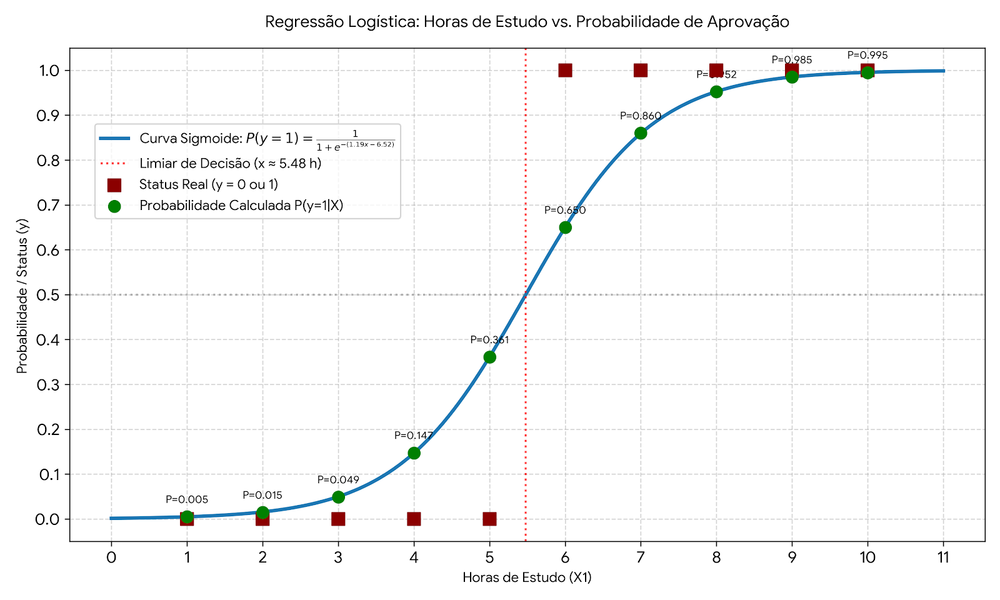 Regressão Logística: Horas de Estudo vs. Probabilidade de Aprovação
Probabilidade / Status (y)
1.0
0.9
0.8
0.7
0.6
0.5
0.4
0.3
0.2
0.1
0.0
Curva Sigmoide: P(y = 1) = 1 / 1 + e^−(1.19x − 6.52)
Limiar de Decisão (x ≈ 5.48 h)
Status Real (y = 0 ou 1)
Probabilidade Calculada P(y=1|X)
P=0.005
P=0.015
P=0.049
P=0.147
P=0.361
P=0.650
P=0.860
P=0.952
P=0.985
P=0.995
0 1 2 3 4 5 6 7 8 9 10 11
Horas de Estudo (X1)